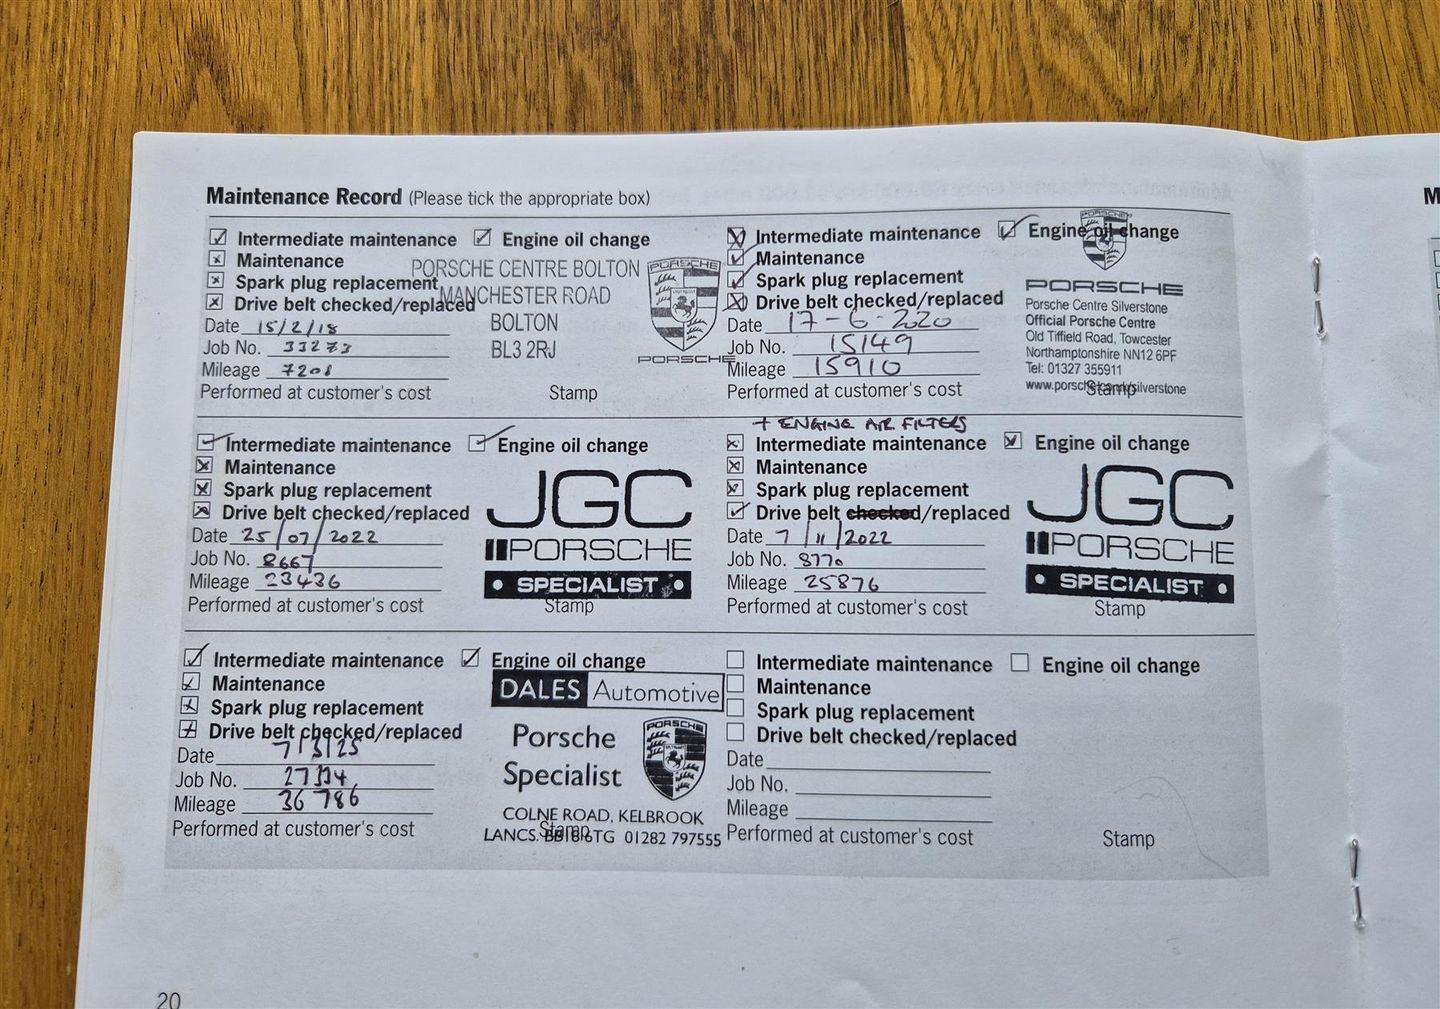 Maintenance Record (Please tick the appropriate box)
Intermediate maintenance Engine oil change
Maintenance
Spark plug replacement
Drive belt checked/replaced
Date 15/2/18
Job No. 33273
Mileage 7201
Performed at customer's cost
Stamp
PORSCHE CENTRE BOLTON
MANCHESTER ROAD
BOLTON
BL3 2RJ
PORSCHE
PORSCHE
Intermediate maintenance Engine oil change
Maintenance
Spark plug replacement
Drive belt checked/replaced
Date 17-6-2020
Job No. 15149
Mileage 15910
Performed at customer's cost
Stamp
PORSCHE
PORSCHE
Porsche Centre Silverstone
Official Porsche Centre
Old Tiffield Road, Towcester
Northamptonshire NN12 6PF
Tel: 01327 355911
Intermediate maintenance Engine oil change
Maintenance
Spark plug replacement
Drive belt checked/replaced
Date 25/07/2022
Job No. 8667
Mileage 23436
Performed at customer's cost
Stamp
JGC
PORSCHE
SPECIALIST
+ ENGINE AIR FILTERS
Intermediate maintenance Engine oil change
Maintenance
Spark plug replacement
Drive belt checked/replaced
Date 7/11/2022
Job No. 8770
Mileage 25876
Performed at customer's cost
Stamp
JGC
PORSCHE
SPECIALIST
Intermediate maintenance Engine oil change
Maintenance
Spark plug replacement
Drive belt checked/replaced
Date 7/3/25
Job No.
Mileage 36786
Performed at customer's cost
Stamp
DALES Automotive
PORSCHE
Porsche
Specialist
COLNE ROAD, KELBROOK
LANCS. BB18 6TG 01282 797555
Intermediate maintenance Engine oil change
Maintenance
Spark plug replacement
Drive belt checked/replaced
Date
Job No.
Mileage
Performed at customer's cost
Stamp
20
M